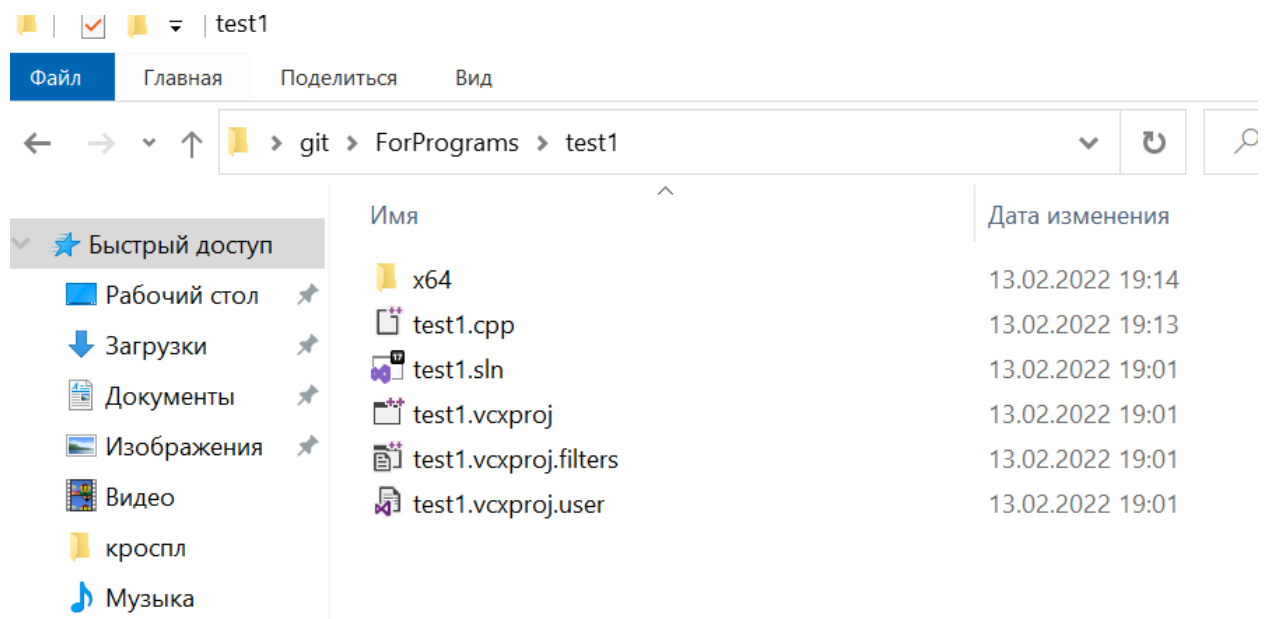 test1
Файл Главная Поделиться Вид
git ForPrograms test1
Имя Дата изменения
Быстрый доступ
Рабочий стол
Загрузки
Документы
Изображения
Видео
кроспл
Музыка
x64 13.02.2022 19:14
test1.cpp 13.02.2022 19:13
17 test1.sln 13.02.2022 19:01
test1.vcxproj 13.02.2022 19:01
test1.vcxproj.filters 13.02.2022 19:01
test1.vcxproj.user 13.02.2022 19:01